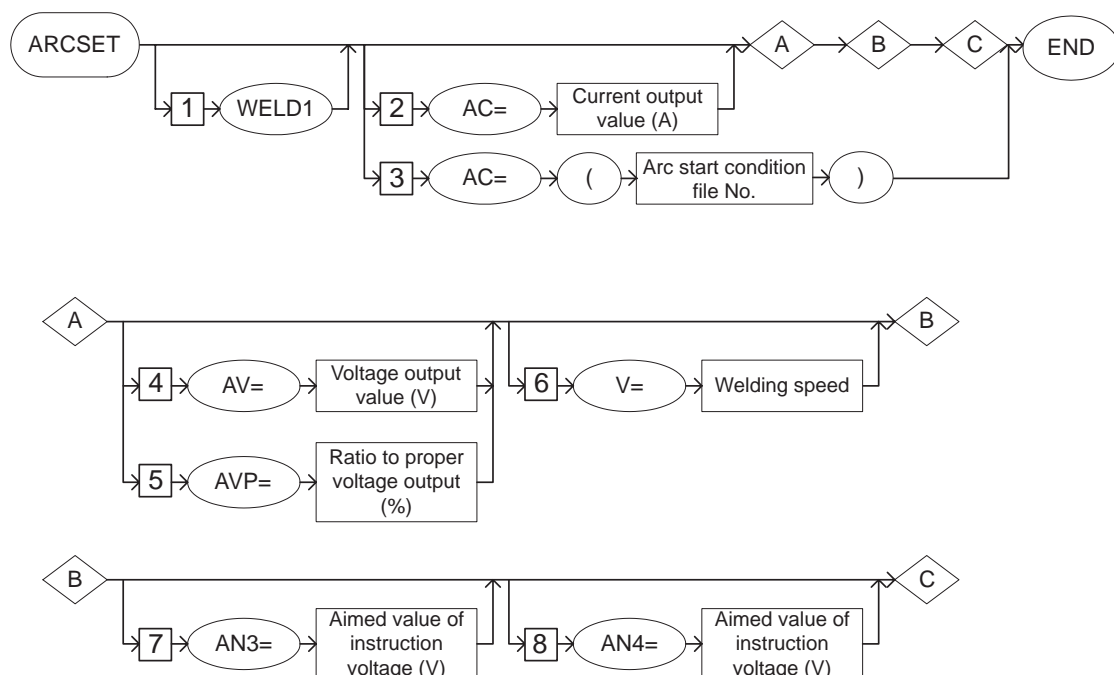 ARCSET
A
B
C
END
1
WELD1
2
AC=
Current output
value (A)
3
AC=
(
Arc start condition
file No.
)
A
B
4
AV=
Voltage output
value (V)
6
V=
Welding speed
5
AVP=
Ratio to proper
voltage output
(%)
B
C
7
AN3=
Aimed value of
instruction
voltage (V)
8
AN4=
Aimed value of
instruction
voltage (V)